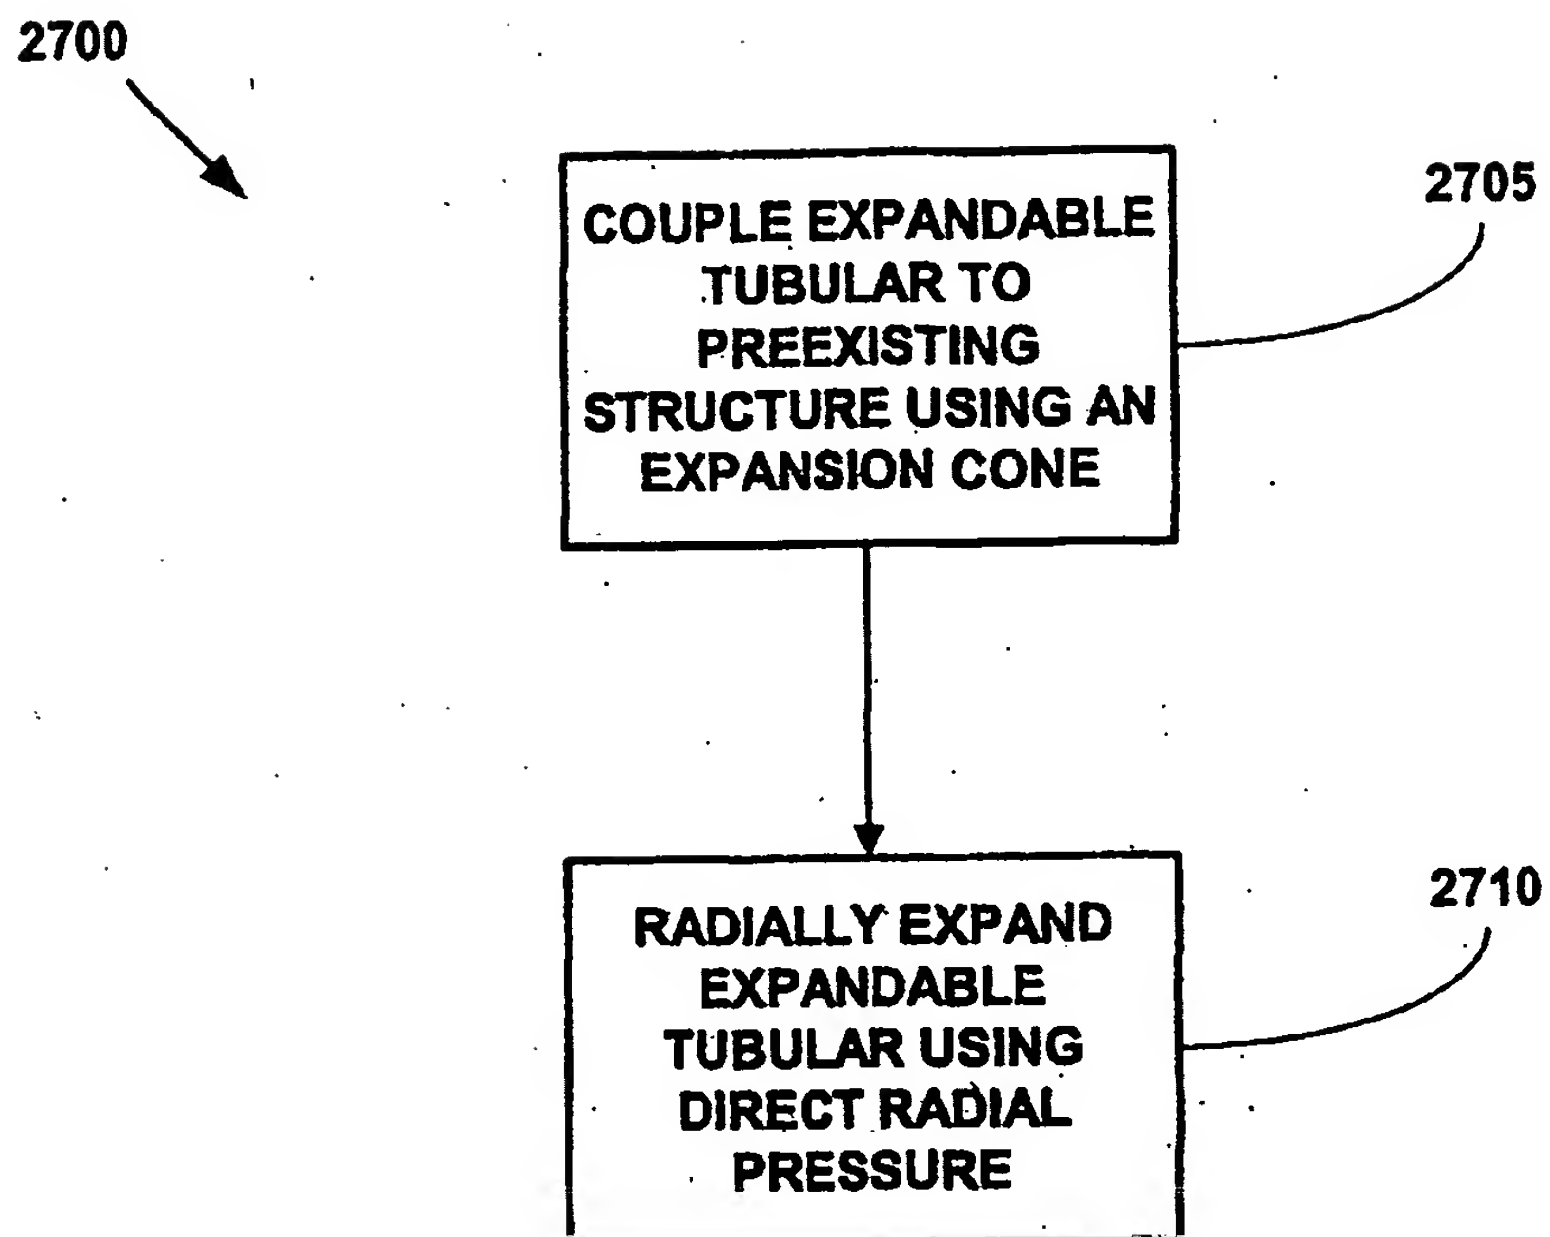 2700
2705
COUPLE EXPANDABLE
TUBULAR TO
PREEXISTING
STRUCTURE USING AN
EXPANSION CONE
2710
RADIALLY EXPAND
EXPANDABLE
TUBULAR USING
DIRECT RADIAL
PRESSURE